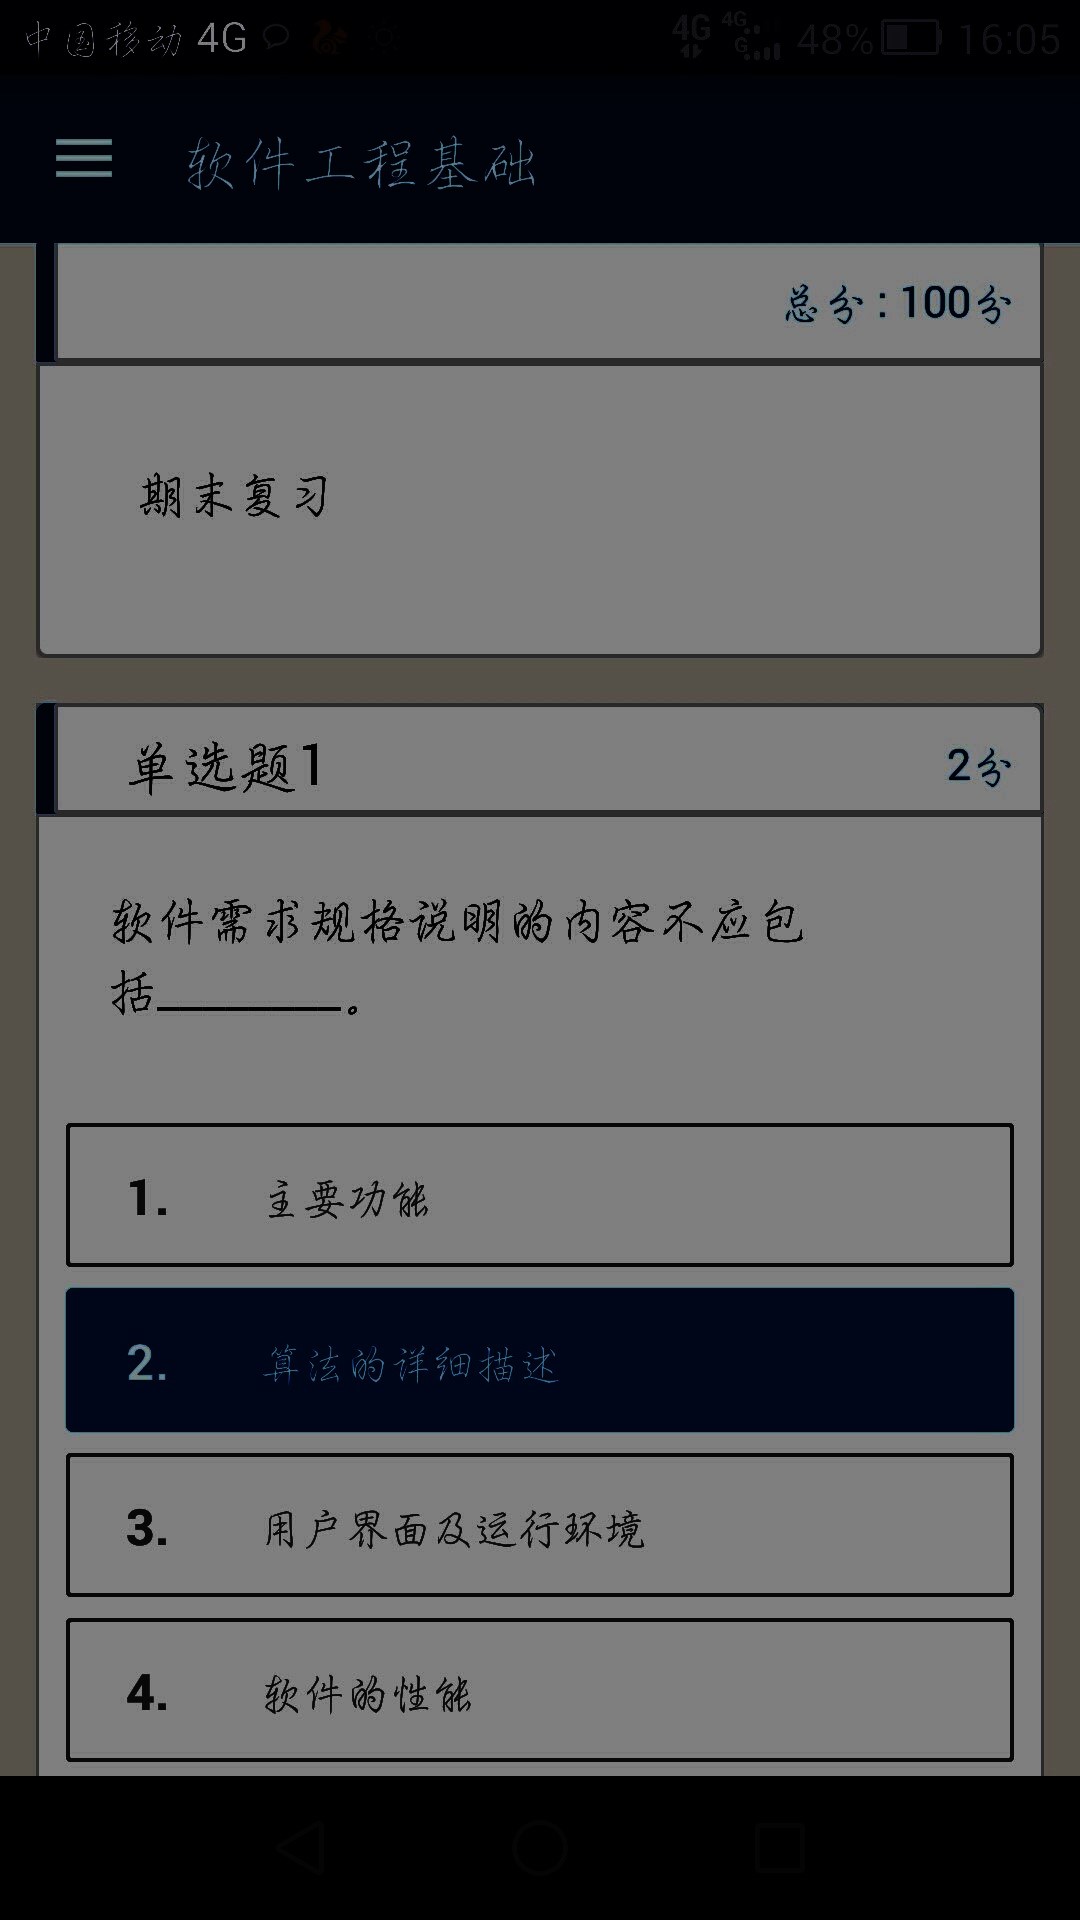 中国移动 4G 4G 4G G 48% 16:05
软件工程基础
总分：100分
期末复习
单选题1 2分
软件需求规格说明的内容不应包
括________。
1. 主要功能
2. 算法的详细描述
3. 用户界面及运行环境
4. 软件的性能